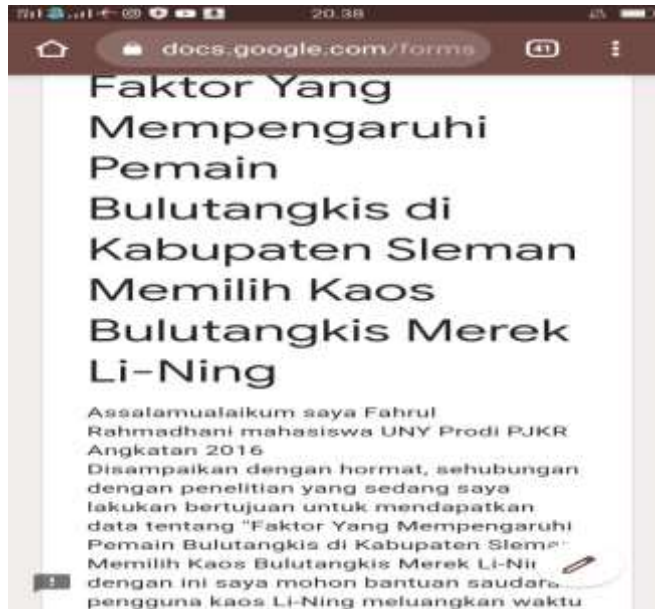 20.38
docs.google.com/forms
41
Faktor Yang
Mempengaruhi
Pemain
Bulutangkis di
Kabupaten Sleman
Memilih Kaos
Bulutangkis Merek
Li-Ning
Assalamualaikum saya Fahrul
Rahmadhani mahasiswa UNY Prodi PJKR
Angkatan 2016
Disampaikan dengan hormat, sehubungan
dengan penelitian yang sedang saya
lakukan bertujuan untuk mendapatkan
data tentang "Faktor Yang Mempengaruhi
Pemain Bulutangkis di Kabupaten
Memilih Kaos Bulutangkis Merek
dengan ini saya mohon bantuan
pengguna kaos Li-Ning meluangkan waktu